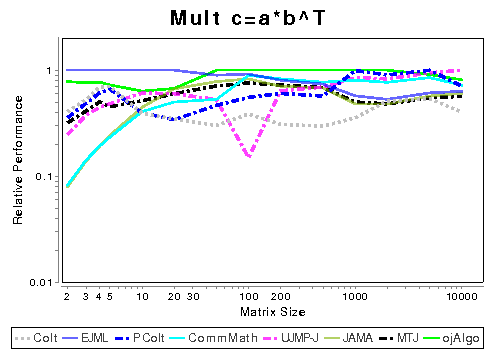 Mult c=a*b^T
Relative Performance
1
0.1
0.01
2 3 4 5 10 20 30 100 200 1000 10000
Matrix Size
Colt EJML PColt CommMath UJMP-J JAMA MTJ ojAlgo